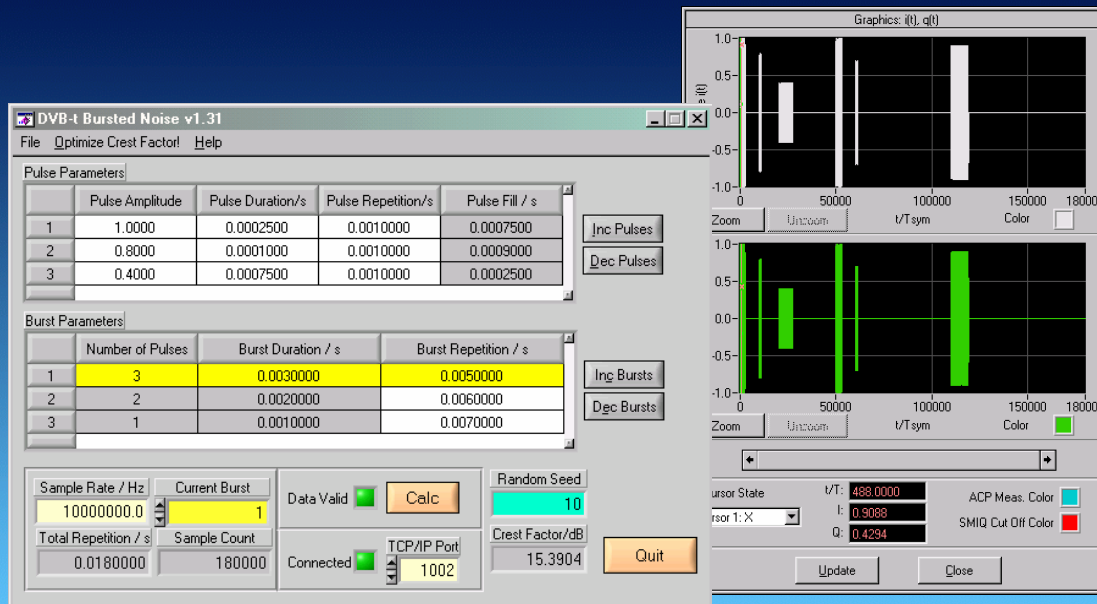 DVB-t Bursted Noise v1.31
File Optimize Crest Factor! Help
Pulse Parameters
Pulse Amplitude Pulse Duration/s Pulse Repetition/s Pulse Fill / s
1 1.0000 0.0002500 0.0010000 0.0007500
2 0.8000 0.0001000 0.0010000 0.0009000
3 0.4000 0.0007500 0.0010000 0.0002500
Inc Pulses
Dec Pulses
Burst Parameters
Number of Pulses Burst Duration / s Burst Repetition / s
1 3 0.0030000 0.0050000
2 2 0.0020000 0.0060000
3 1 0.0010000 0.0070000
Inc Bursts
Dec Bursts
Sample Rate / Hz Current Burst
10000000.0 1
Total Repetition / s Sample Count
0.0180000 180000
Data Valid Calc
Connected TCP/IP Port
1002
Random Seed
10
Crest Factor/dB
15.3904
Quit
Graphics: i(t), q(t)
1.0
0.5
0.0
-0.5
-1.0
i(t)
0 50000 100000 150000 18000
Zoom Unzoom t/Tsym Color
1.0
0.5
0.0
-0.5
-1.0
0 50000 100000 150000 18000
Zoom Unzoom t/Tsym Color
ursor State
rsor 1: X
t/T: 488.0000
I: 0.9088
Q: 0.4294
ACP Meas. Color
SMIQ Cut Off Color
Update Close